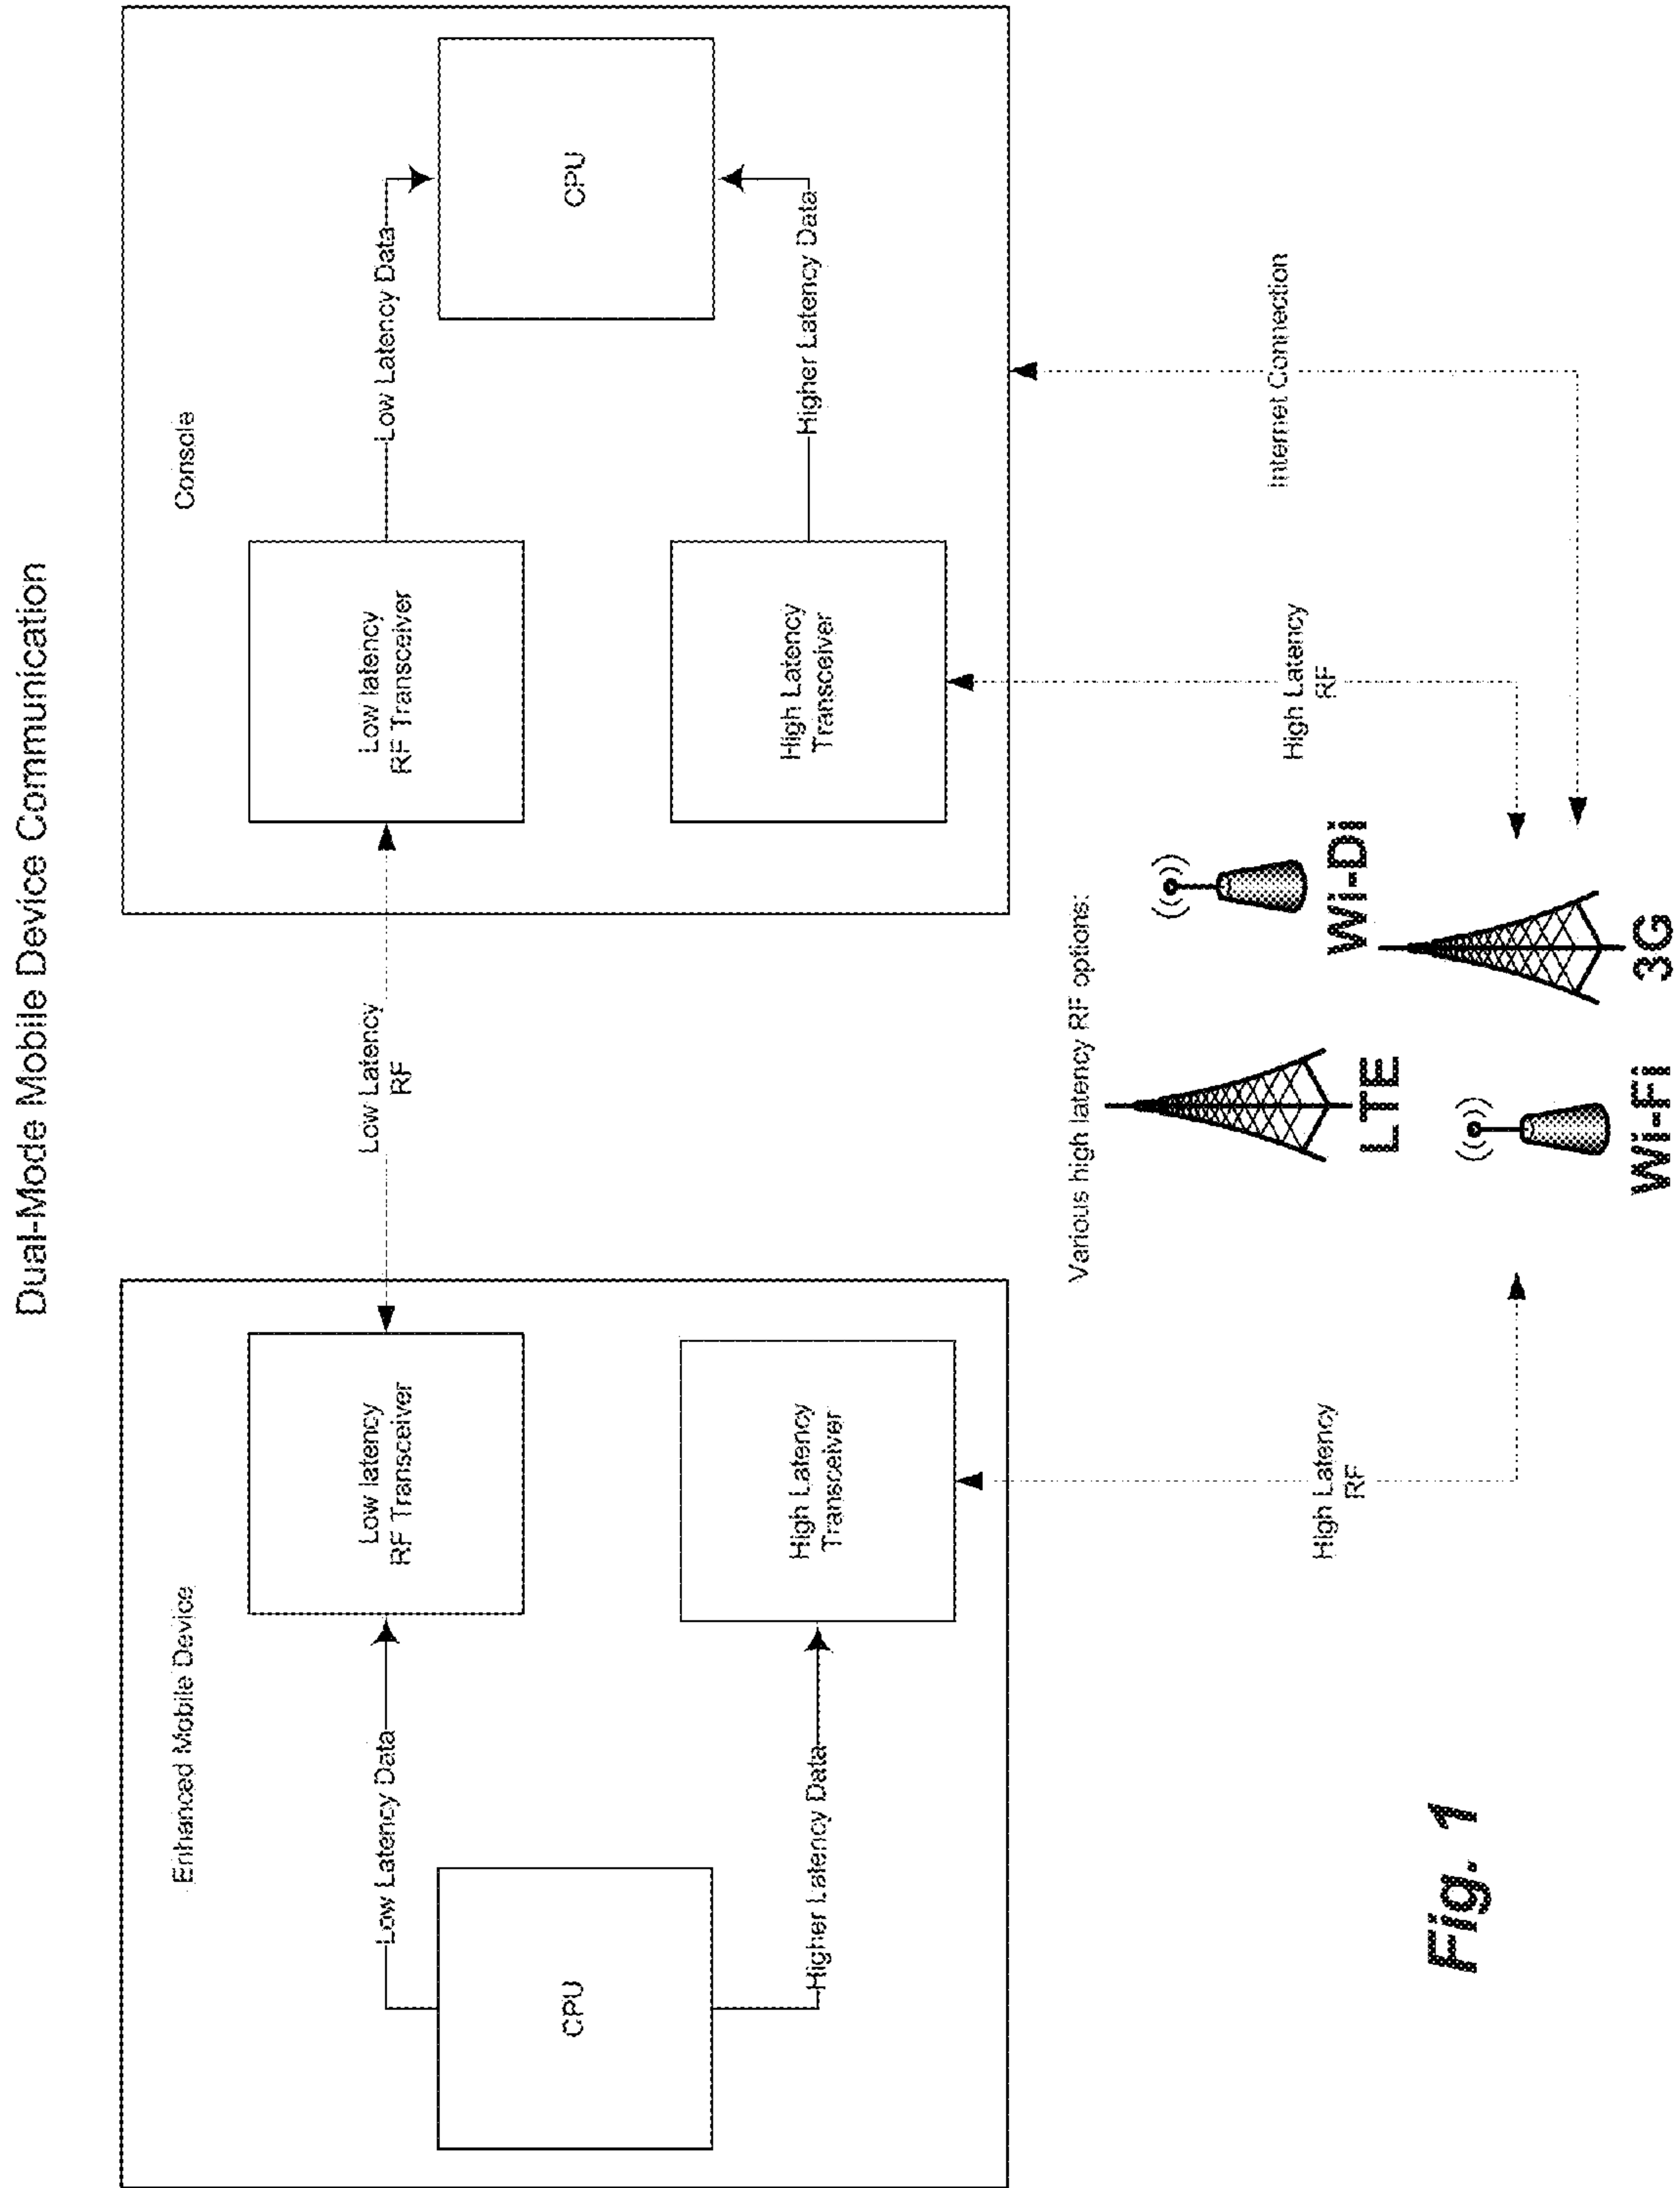 Dual-Mode Mobile Device Communication
Enhanced Mobile Device
CPU
Low Latency Data
Higher Latency Data
Low latency
RF Transceiver
High Latency
Transceiver
Low Latency
RF
Console
Low latency
RF Transceiver
High Latency
Transceiver
Low Latency Data
Higher Latency Data
CPU
High Latency
RF
Various high latency RF options:
LTE
Wi-Di
Wi-Fi
3G
High Latency
RF
Internet Connection
Fig. 1